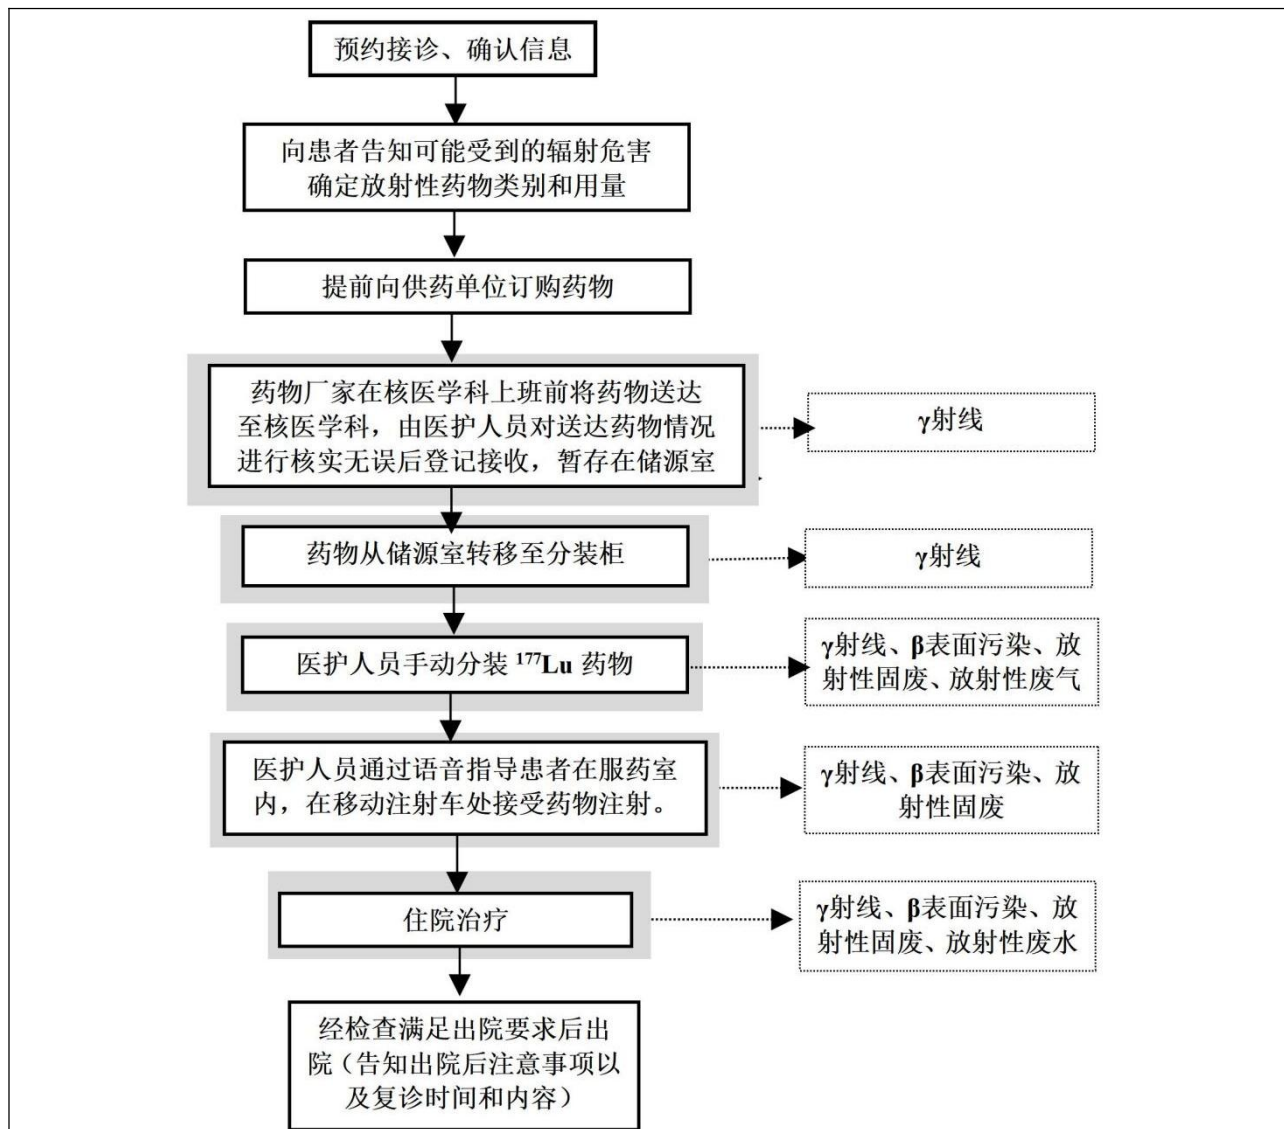 预约接诊、确认信息
向患者告知可能受到的辐射危害
确定放射性药物类别和用量
提前向供药单位订购药物
药物厂家在核医学科上班前将药物送达
至核医学科，由医护人员对送达药物情况
进行核实无误后登记接收，暂存在储源室
γ射线
药物从储源室转移至分装柜
γ射线
医护人员手动分装 ¹⁷⁷Lu 药物
γ射线、β表面污染、放
射性固废、放射性废气
医护人员通过语音指导患者在服药室
内，在移动注射车处接受药物注射。
γ射线、β表面污染、放
射性固废
住院治疗
γ射线、β表面污染、放
射性固废、放射性废水
经检查满足出院要求后出
院（告知出院后注意事项以
及复诊时间和内容）